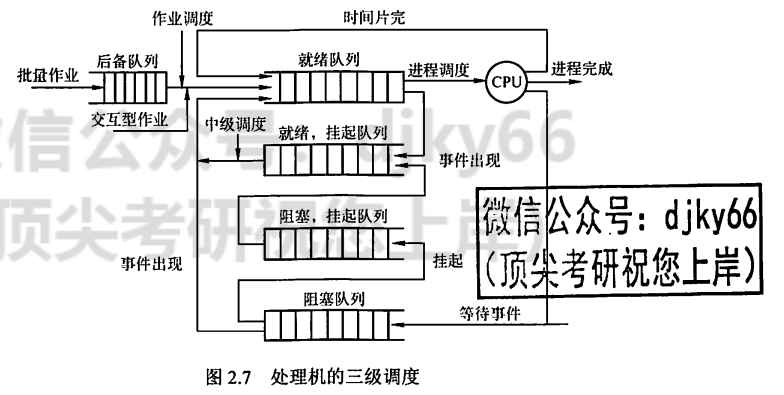 作业调度
时间片完
后备队列
就绪队列
批量作业
进程调度
CPU
进程完成
交互型作业
中级调度
就绪，挂起队列
事件出现
阻塞，挂起队列
事件出现
挂起
阻塞队列
等待事件
图 2.7 处理机的三级调度
微信公众号：djky66
(顶尖考研祝您上岸)
信公众号：djky66
顶尖考研祝您上岸)